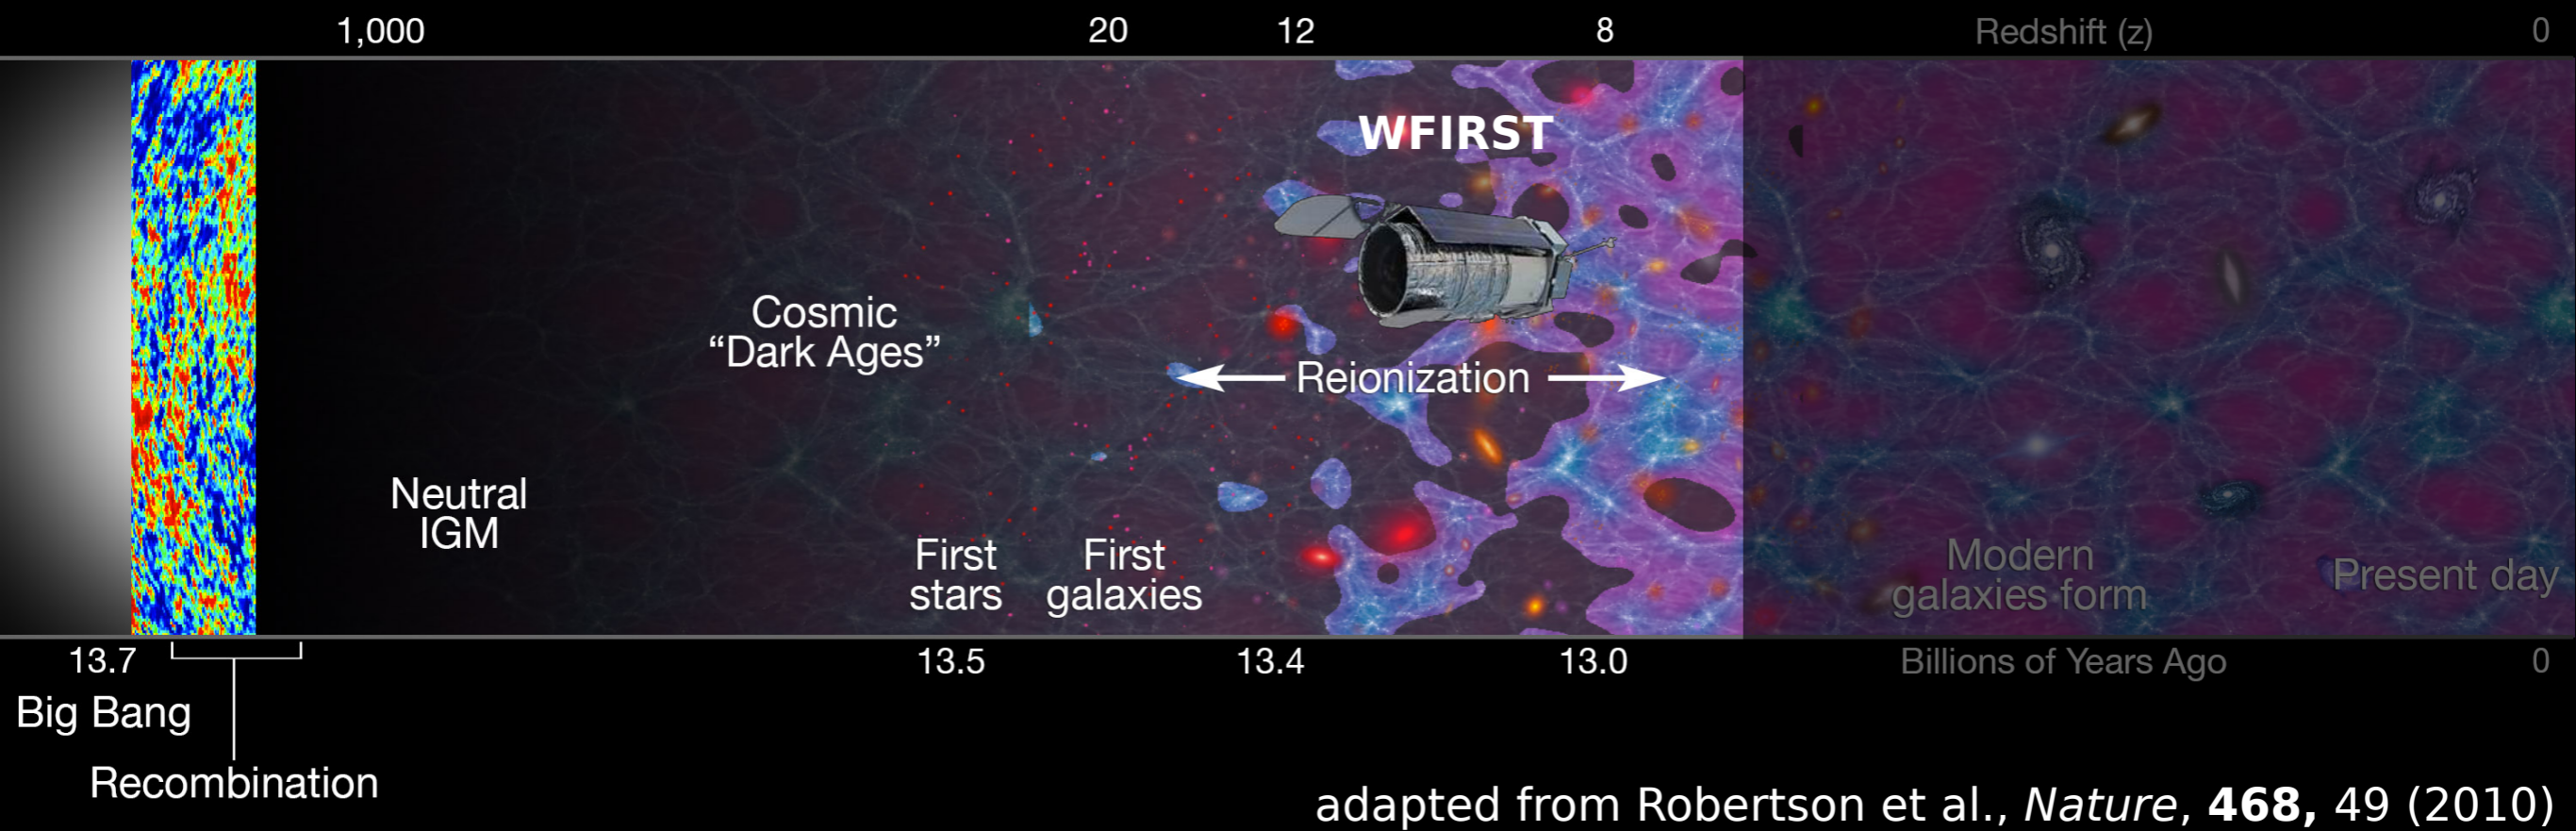 1,000 20 12 8 Redshift (z) 0
WFIRST
Cosmic
“Dark Ages”
Reionization
Neutral
IGM
First
stars
First
galaxies
Modern
galaxies form
Present day
13.7 13.5 13.4 13.0 Billions of Years Ago 0
Big Bang
Recombination
adapted from Robertson et al., Nature, 468, 49 (2010)